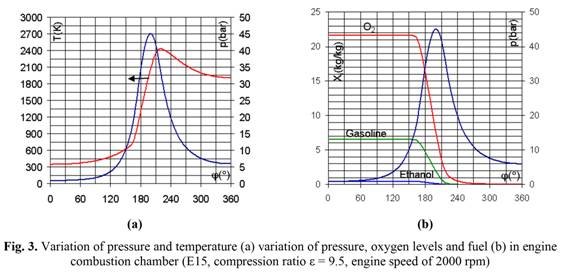 3000
2700
2400
2100
1800
1500
1200
900
600
300
0
T(K)
50
45
40
35
30
25
20
15
10
5
0
p(bar)
0 60 120 180 240 300 360
φ(°)
(a)
25
20
15
10
5
0
X_i(kg/kg)
O2
Gasoline
Ethanol
50
40
30
20
10
0
p(bar)
0 60 120 180 240 300 360
φ(°)
(b)
Fig. 3. Variation of pressure and temperature (a) variation of pressure, oxygen levels and fuel (b) in engine
combustion chamber (E15, compression ratio ε = 9.5, engine speed of 2000 rpm)